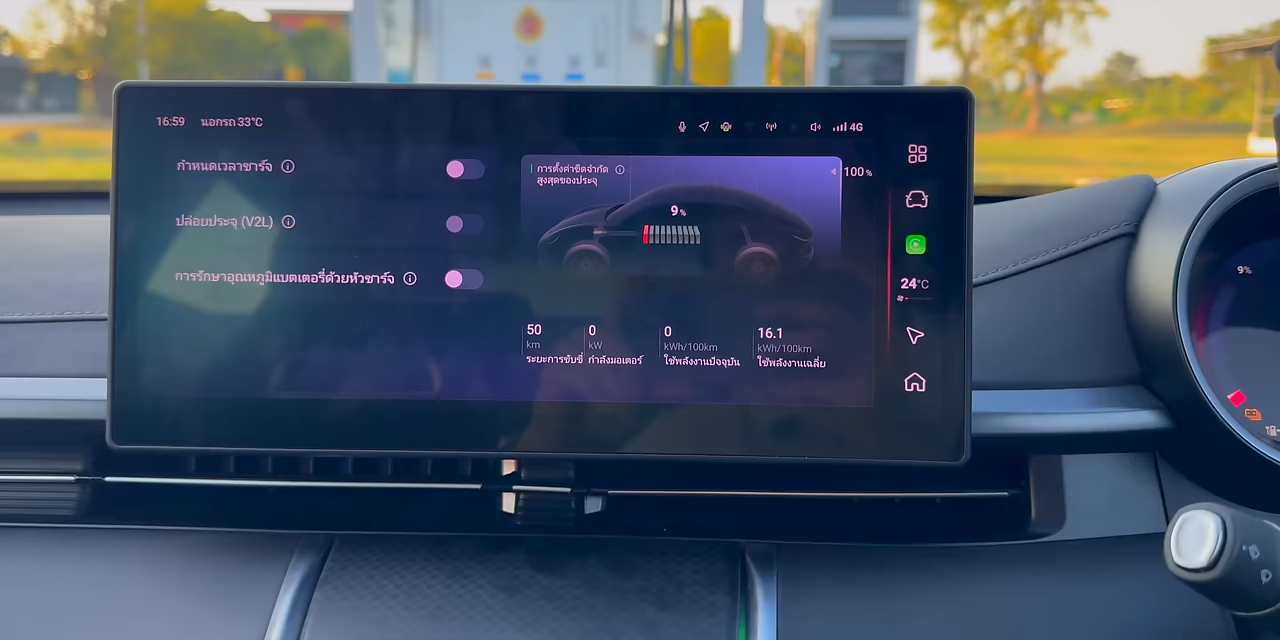 16:59 นอกรถ 33°C
4G
กำหนดเวลาชาร์จ
ปล่อยประจุ (V2L)
การรักษาอุณหภูมิแบตเตอรี่ด้วยหัวชาร์จ
การตั้งค่าขีดจำกัด
สูงสุดของประจุ
100%
9%
24°C
50
km
ระยะการขับขี่
0
kW
กำลังมอเตอร์
0
kWh/100km
ใช้พลังงานปัจจุบัน
16.1
kWh/100km
ใช้พลังงานเฉลี่ย
9%